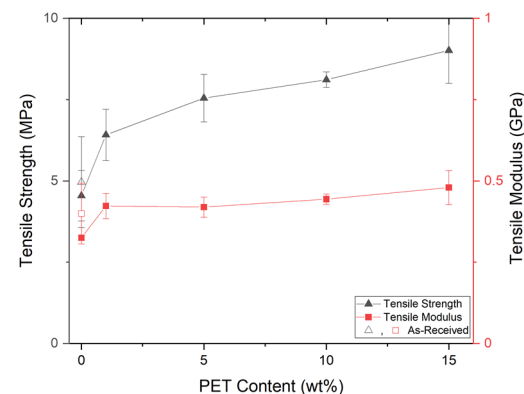 10
1
Tensile Strength (MPa)
Tensile Modulus (GPa)
5
0.5
Tensile Strength
Tensile Modulus
, As-Received
0
0
0
5
10
15
PET Content (wt%)